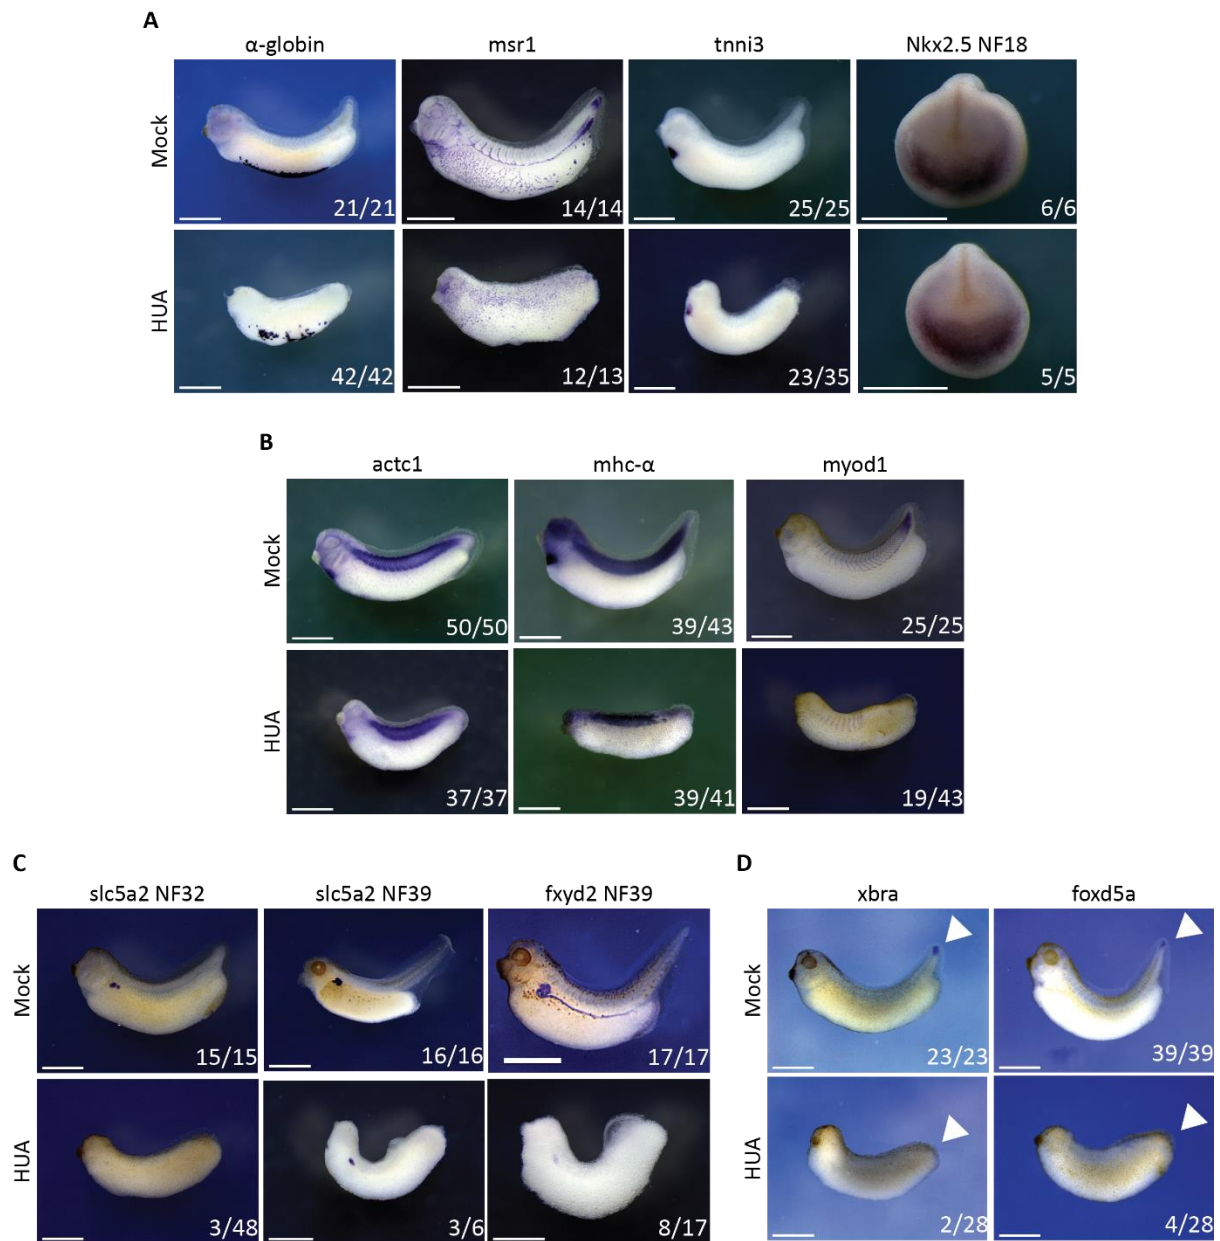 A
α-globin msr1 tnni3 Nkx2.5 NF18
Mock
21/21 14/14 25/25 6/6
HUA
42/42 12/13 23/35 5/5
B
actc1 mhc-α myod1
Mock
50/50 39/43 25/25
HUA
37/37 39/41 19/43
C
slc5a2 NF32 slc5a2 NF39 fxyd2 NF39
Mock
15/15 16/16 17/17
HUA
3/48 3/6 8/17
D
xbra foxd5a
Mock
23/23 39/39
HUA
2/28 4/28